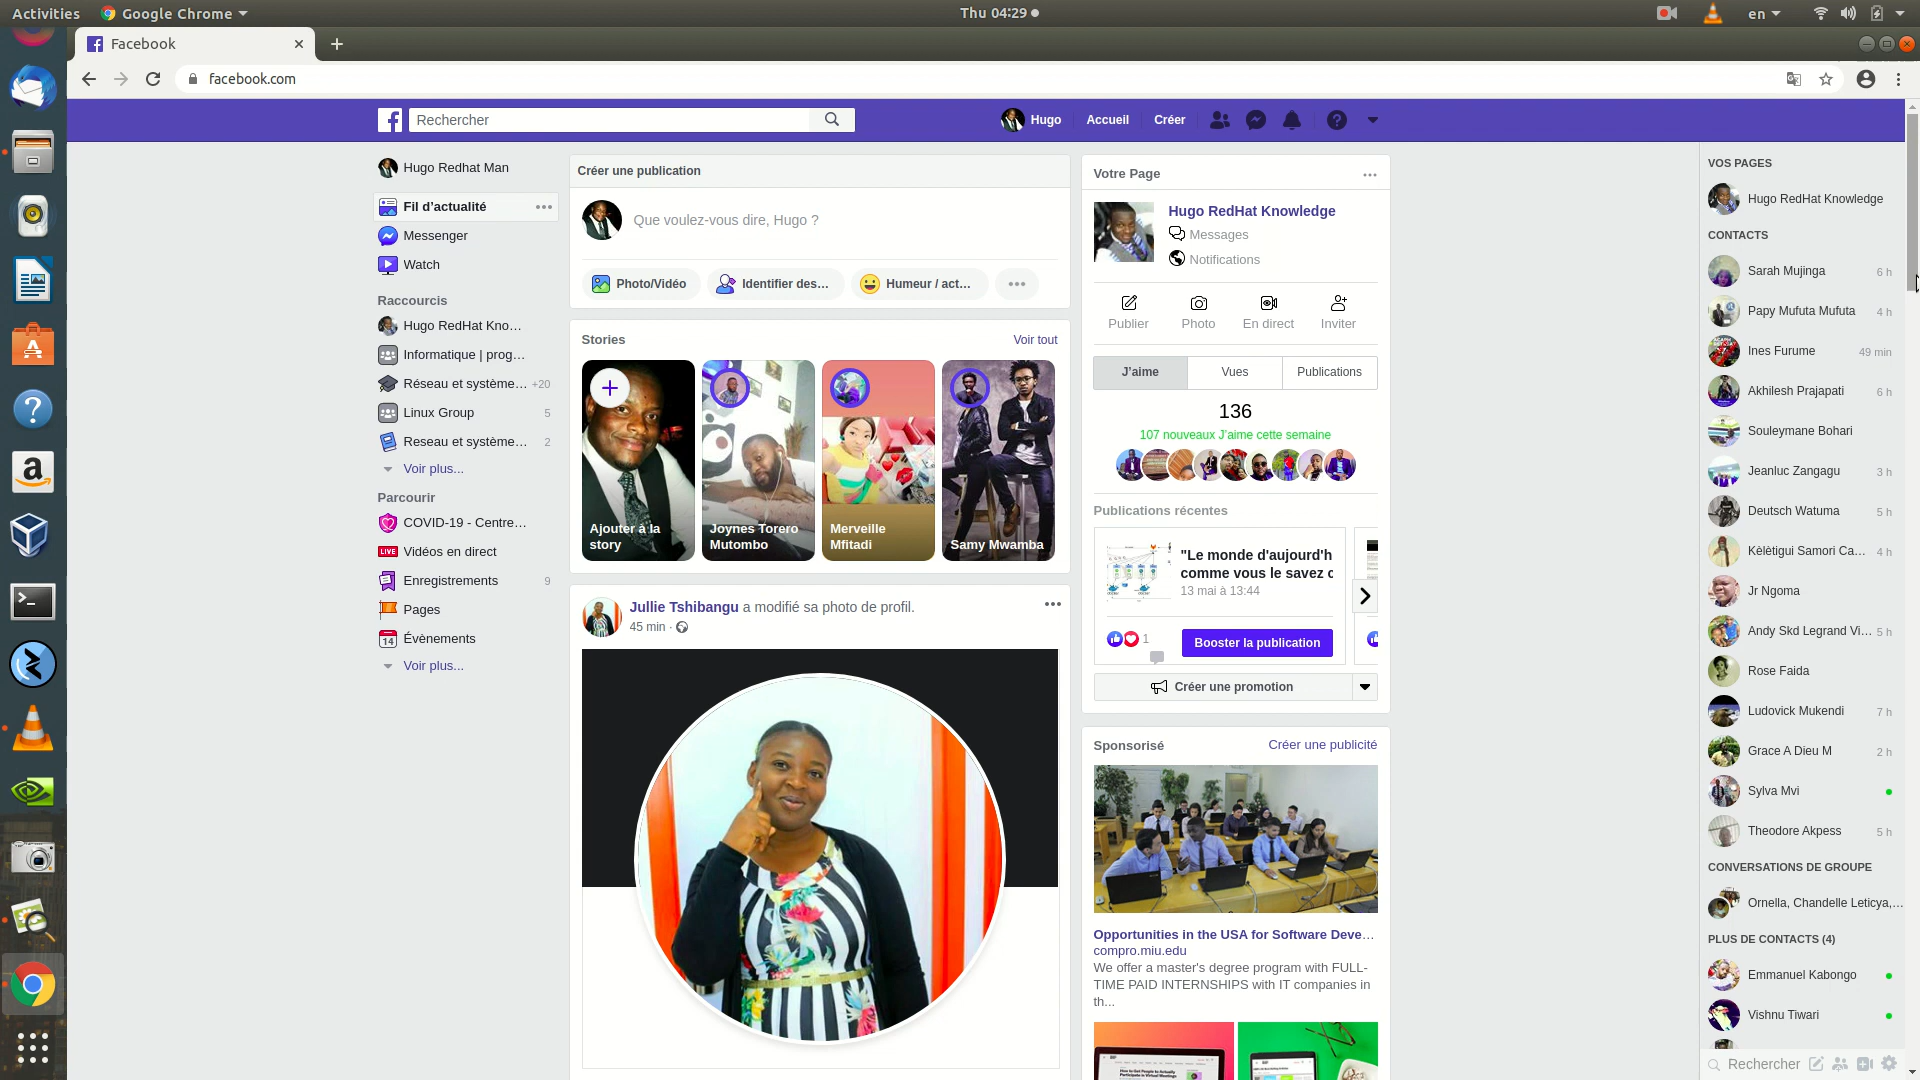 Activities
Google Chrome
Thu 04:29
en
Facebook
facebook.com
Rechercher
Hugo
Accueil
Créer
Hugo Redhat Man
Fil d'actualité
Messenger
Watch
Raccourcis
Hugo RedHat Kno...
Informatique | prog...
Réseau et système... +20
Linux Group 5
Reseau et système... 2
Voir plus...
Parcourir
COVID-19 - Centre...
LIVE Vidéos en direct
Enregistrements 9
Pages
14 Évènements
Voir plus...
Créer une publication
Que voulez-vous dire, Hugo ?
Photo/Vidéo
Identifier des...
Humeur / act...
Stories
Voir tout
Ajouter à la
story
Joynes Torero
Mutombo
Merveille
Mfitadi
Samy Mwamba
Jullie Tshibangu a modifié sa photo de profil.
45 min ·
Votre Page
Hugo RedHat Knowledge
Messages
Notifications
Publier
Photo
En direct
Inviter
J'aime
Vues
Publications
136
107 nouveaux J'aime cette semaine
Publications récentes
"Le monde d'aujourd'h
comme vous le savez c
13 mai à 13:44
1
Booster la publication
Créer une promotion
Sponsorisé
Créer une publicité
Opportunities in the USA for Software Deve...
compro.miu.edu
We offer a master's degree program with FULL-
TIME PAID INTERNSHIPS with IT companies in
th...
VOS PAGES
Hugo RedHat Knowledge
CONTACTS
Sarah Mujinga 6 h
Papy Mufuta Mufuta 4 h
Ines Furume 49 min
Akhilesh Prajapati 6 h
Souleymane Bohari
Jeanluc Zangagu 3 h
Deutsch Watuma 5 h
Kèlètigui Samori Ca... 4 h
Jr Ngoma
Andy Skd Legrand Vi... 5 h
Rose Faida
Ludovick Mukendi 7 h
Grace A Dieu M 2 h
Sylva Mvi
Theodore Akpess 5 h
CONVERSATIONS DE GROUPE
Ornella, Chandelle Leticya,...
PLUS DE CONTACTS (4)
Emmanuel Kabongo
Vishnu Tiwari
Rechercher